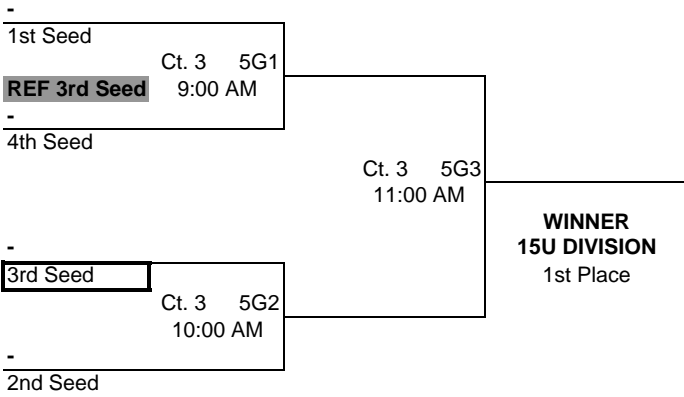 -
1st Seed
Ct. 3 5G1
REF 3rd Seed 9:00 AM
-
4th Seed
Ct. 3 5G3
11:00 AM
WINNER
-
15U DIVISION
3rd Seed
1st Place
Ct. 3 5G2
10:00 AM
-
2nd Seed